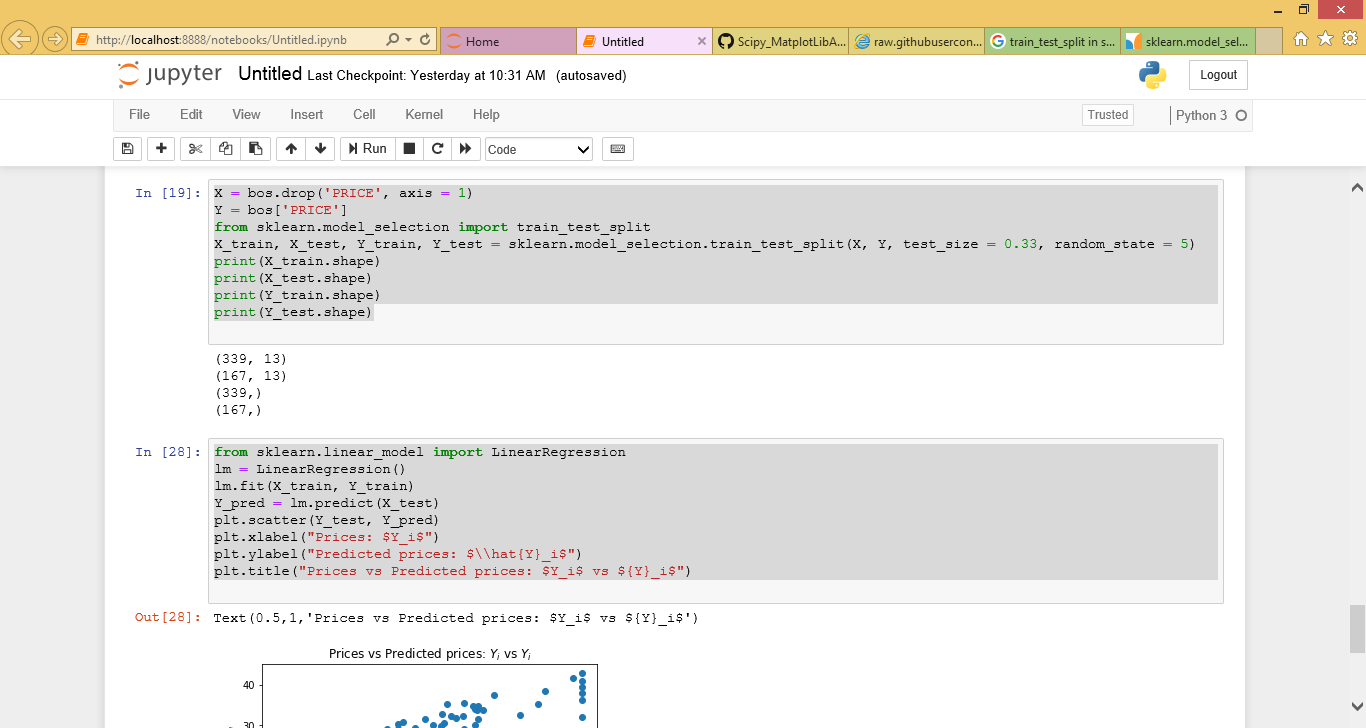 http://localhost:8888/notebooks/Untitled.ipynb
Home
Untitled
Scipy_MatplotLibA...
raw.githubusercon...
train_test_split in s...
sklearn.model_sel...
jupyter Untitled Last Checkpoint: Yesterday at 10:31 AM (autosaved)
Logout
File Edit View Insert Cell Kernel Help
Trusted
Python 3
Run
Code
In [19]:
X = bos.drop('PRICE', axis = 1)
Y = bos['PRICE']
from sklearn.model_selection import train_test_split
X_train, X_test, Y_train, Y_test = sklearn.model_selection.train_test_split(X, Y, test_size = 0.33, random_state = 5)
print(X_train.shape)
print(X_test.shape)
print(Y_train.shape)
print(Y_test.shape)
(339, 13)
(167, 13)
(339,)
(167,)
In [28]:
from sklearn.linear_model import LinearRegression
lm = LinearRegression()
lm.fit(X_train, Y_train)
Y_pred = lm.predict(X_test)
plt.scatter(Y_test, Y_pred)
plt.xlabel("Prices: $Y_i$")
plt.ylabel("Predicted prices: $\\hat{Y}_i$")
plt.title("Prices vs Predicted prices: $Y_i$ vs ${Y}_i$")
Out[28]:
Text(0.5,1,'Prices vs Predicted prices: $Y_i$ vs ${Y}_i$')
Prices vs Predicted prices: Yi vs Yi
40
30